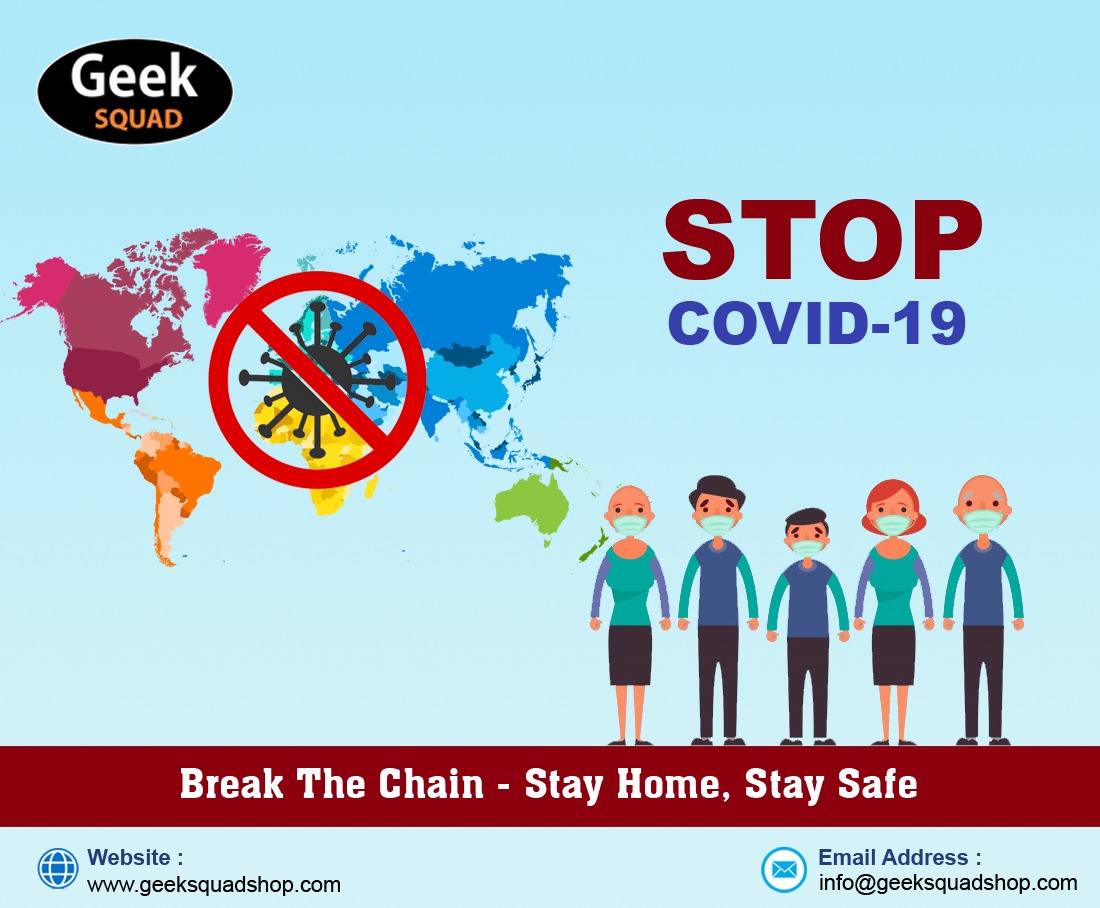 Geek
SQUAD
STOP
COVID-19
Break The Chain - Stay Home, Stay Safe
Website :
www.geeksquadshop.com
Email Address :
info@geeksquadshop.com